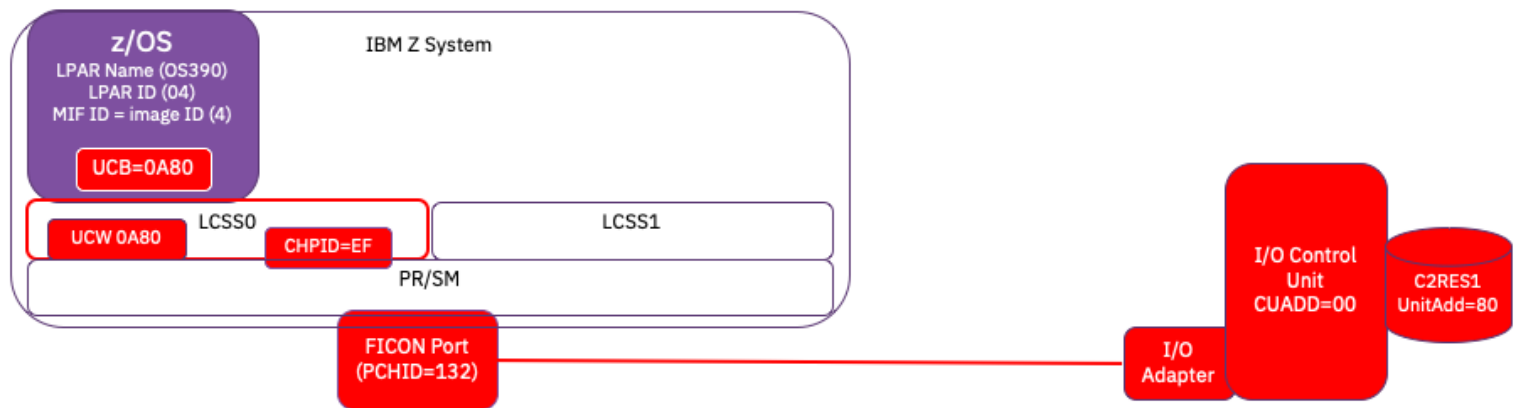 z/OS
LPAR Name (OS390)
LPAR ID (04)
MIF ID = image ID (4)
UCB=0A80
IBM Z System
LCSS0
UCW 0A80
CHPID=EF
LCSS1
PR/SM
FICON Port
(PCHID=132)
I/O
Adapter
I/O Control
Unit
CUADD=00
C2RES1
UnitAdd=80